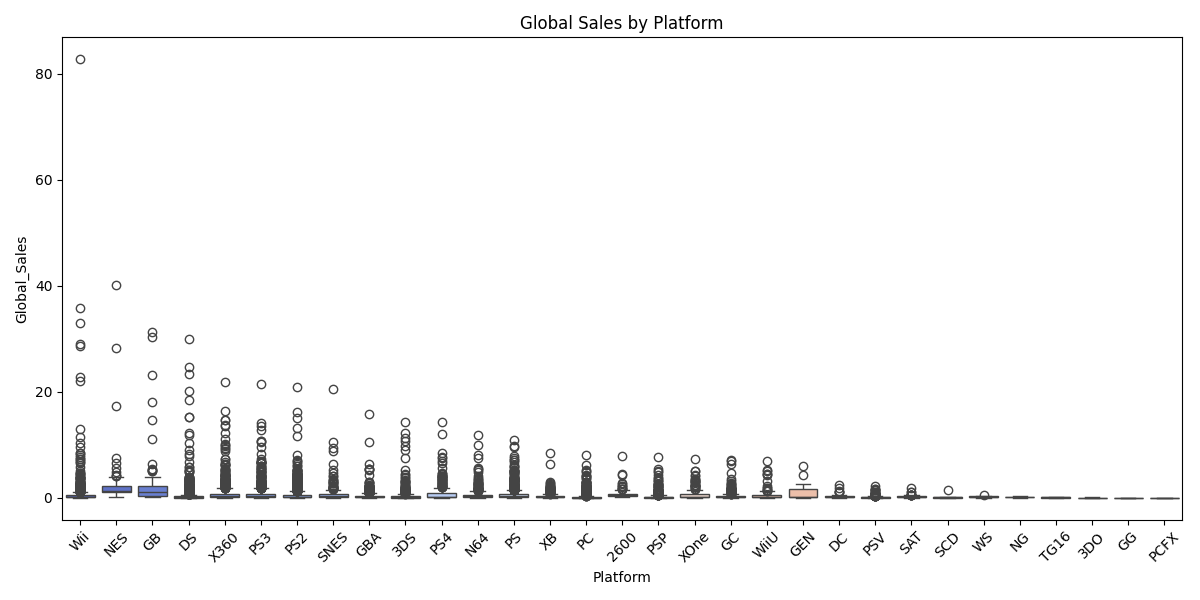 Global Sales by Platform
80
60
40
20
0
Global_Sales
Wii NES GB DS X360 PS3 PS2 SNES GBA 3DS PS4 N64 PS XB PC 2600 PSP XOne GC WiiU GEN DC PSV SAT SCD WS NG TG16 3DO GG PCFX
Platform